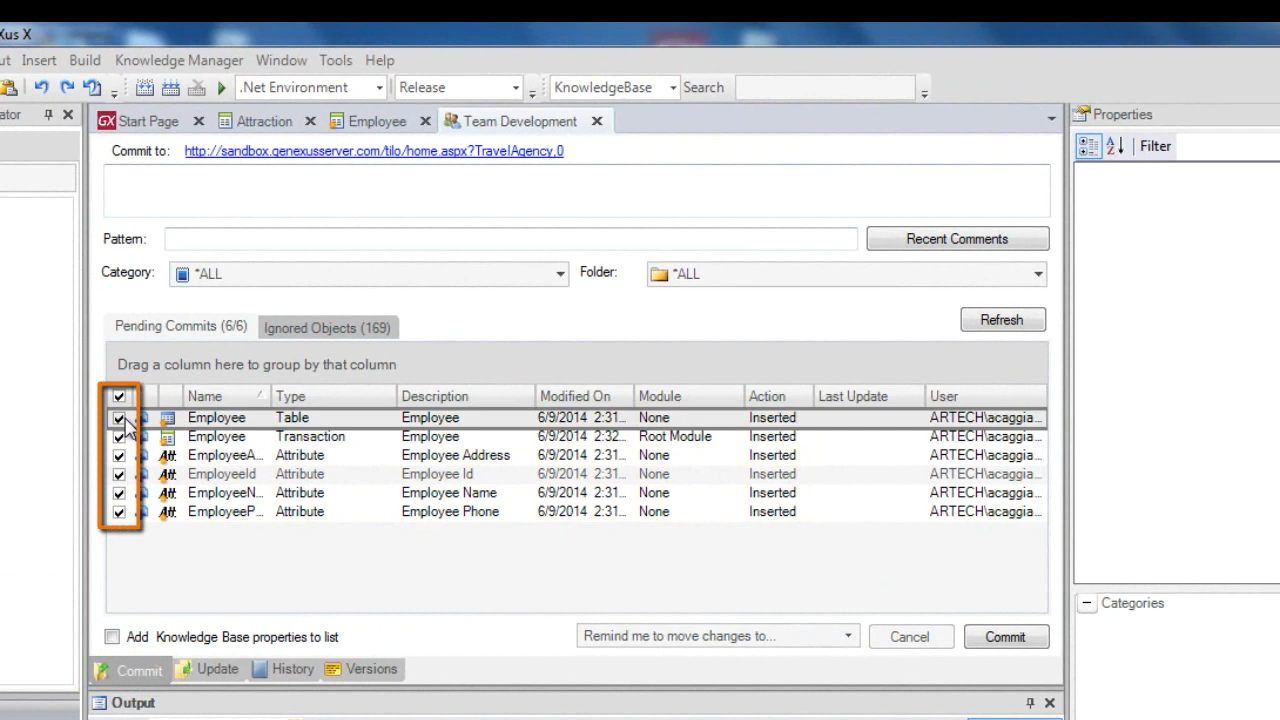 Xus X
ut Insert Build Knowledge Manager Window Tools Help
.Net Environment Release KnowledgeBase Search
ator GX Start Page Attraction Employee Team Development Properties
Commit to: http://sandbox.genexusserver.com/tilo/home.aspx?TravelAgency,0
Filter
Pattern: Recent Comments
Category: *ALL Folder: *ALL
Pending Commits (6/6) Ignored Objects (169) Refresh
Drag a column here to group by that column
Name Type Description Modified On Module Action Last Update User
Employee Table Employee 6/9/2014 2:31... None Inserted ARTECH\acaggia...
Employee Transaction Employee 6/9/2014 2:32... Root Module Inserted ARTECH\acaggia...
Att EmployeeA... Attribute Employee Address 6/9/2014 2:31... None Inserted ARTECH\acaggia...
Att EmployeeId Attribute Employee Id 6/9/2014 2:31... None Inserted ARTECH\acaggia...
Att EmployeeN... Attribute Employee Name 6/9/2014 2:31... None Inserted ARTECH\acaggia...
Att EmployeeP... Attribute Employee Phone 6/9/2014 2:31... None Inserted ARTECH\acaggia...
Categories
Add Knowledge Base properties to list Remind me to move changes to... Cancel Commit
Commit Update History Versions
Output